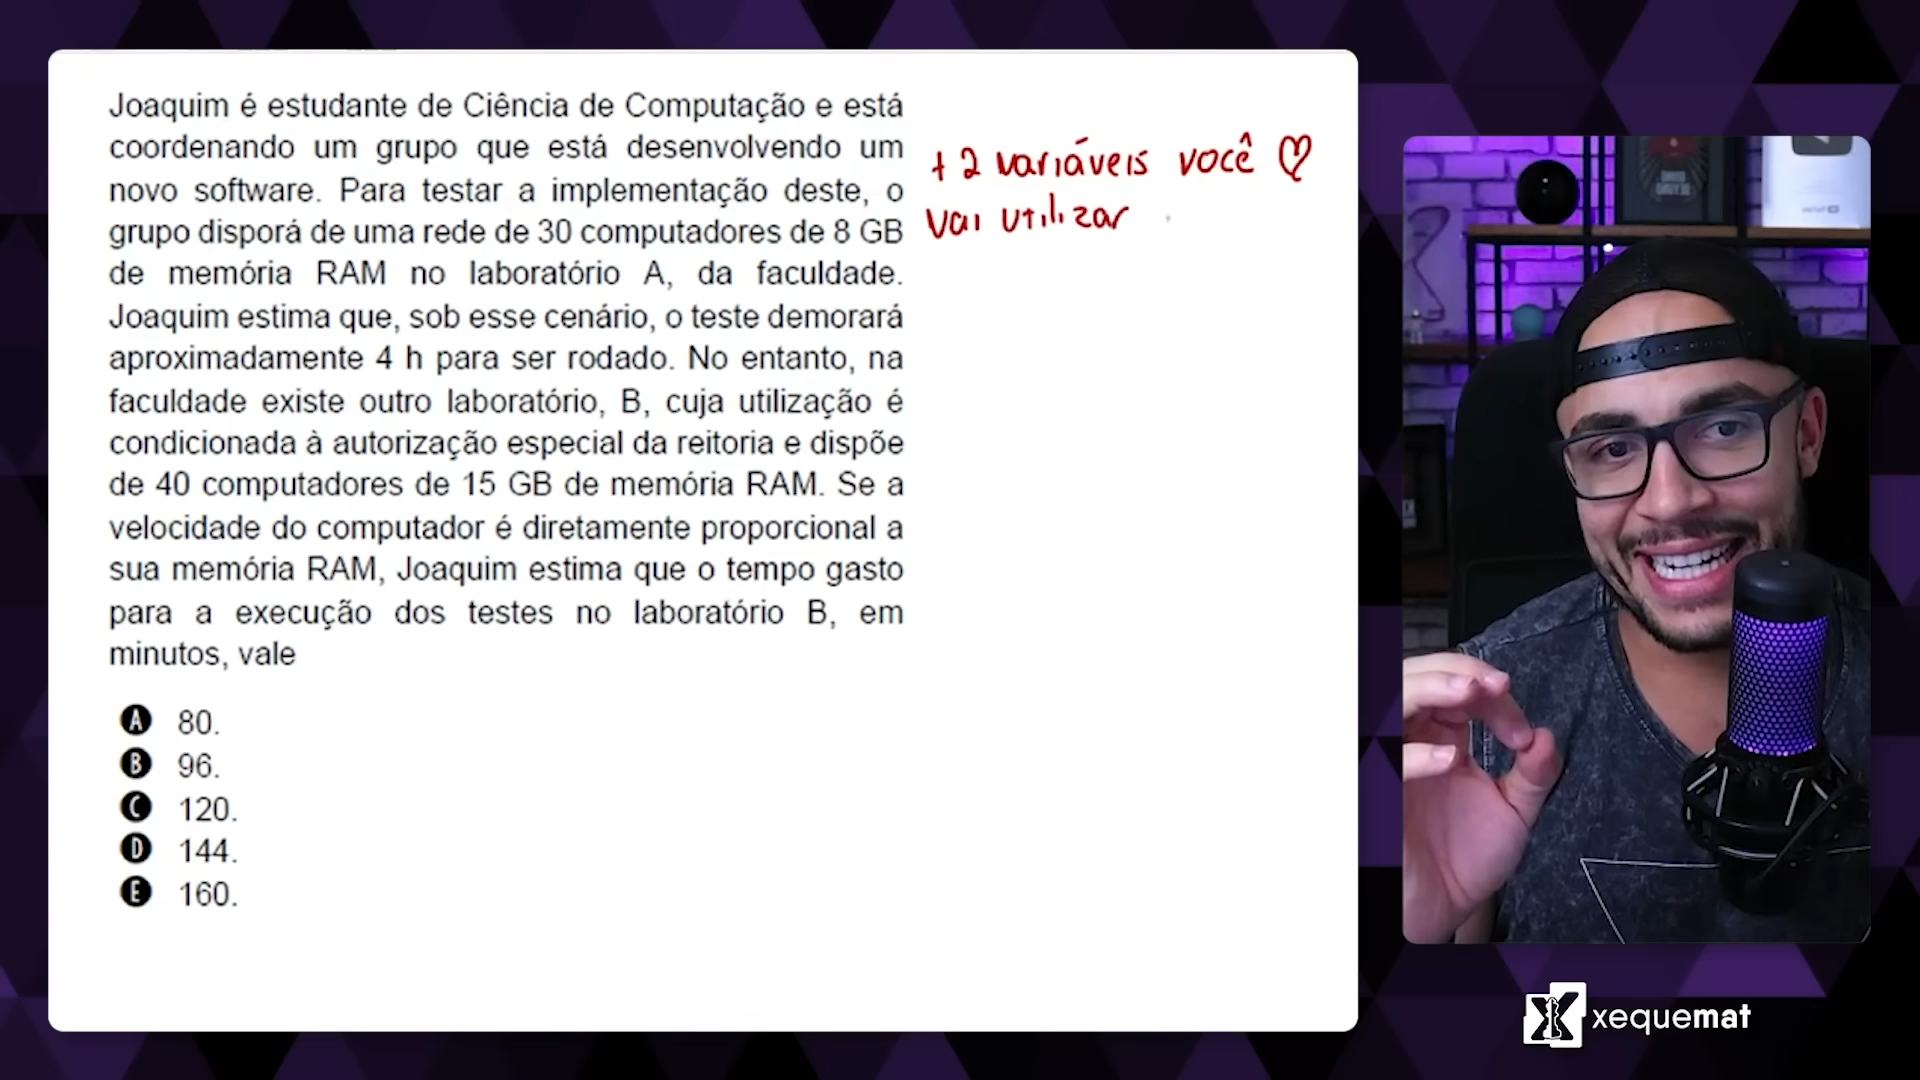 Joaquim é estudante de Ciência de Computação e está
coordenando um grupo que está desenvolvendo um
novo software. Para testar a implementação deste, o
grupo disporá de uma rede de 30 computadores de 8 GB
de memória RAM no laboratório A, da faculdade.
Joaquim estima que, sob esse cenário, o teste demorará
aproximadamente 4 h para ser rodado. No entanto, na
faculdade existe outro laboratório, B, cuja utilização é
condicionada à autorização especial da reitoria e dispõe
de 40 computadores de 15 GB de memória RAM. Se a
velocidade do computador é diretamente proporcional a
sua memória RAM, Joaquim estima que o tempo gasto
para a execução dos testes no laboratório B, em
minutos, vale
A 80.
B 96.
C 120.
D 144.
E 160.
+2 variáveis você
vai utilizar
xequemat